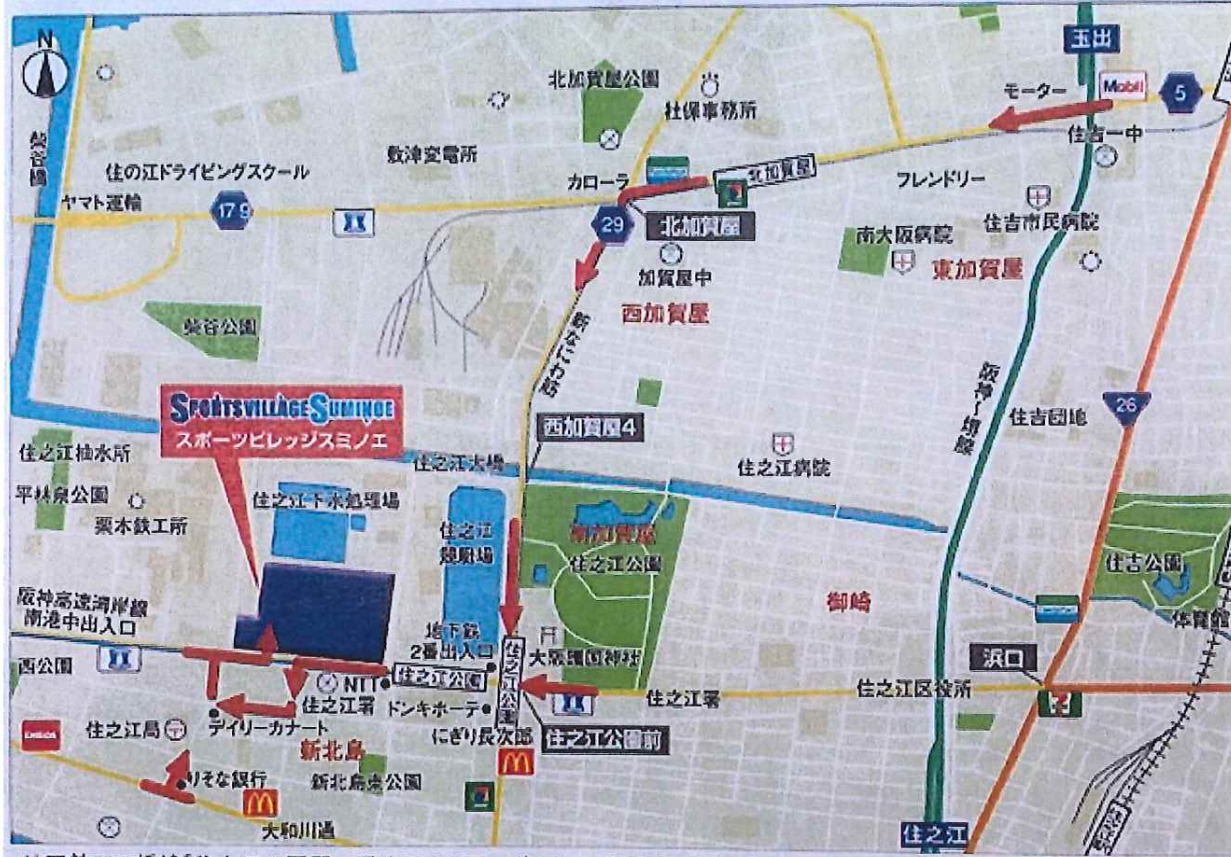 N
玉出
Mobil
5
モーター
北加賀屋公園
社保事務所
住吉一中
柴谷橋
敷津変電所
住の江ドライビングスクール
カローラ
北加賀屋
フレンドリー
ヤマト運輸
179
29
北加賀屋
南大阪病院
住吉市民病院
加賀屋中
東加賀屋
西加賀屋
柴谷公園
新なにわ筋
阪神〜堺線
26
SPORTSVILLAGE SUMINOE
スポーツビレッジスミノエ
西加賀屋4
住吉団地
住之江抽水所
住之江大橋
住之江病院
平林泉公園
住之江下水処理場
栗本鉄工所
住之江
競艇場
南加賀屋
住之江公園
住吉公園
御崎
体育館
阪神高速湾岸線
南港中出入口
地下鉄
2番出入口
住之江公園
大阪護国神社
浜口
西公園
NTT
住之江公園
住之江署
住之江区役所
住之江署
ドンキホーテ
デイリーカナート
にぎり長次郎
住之江公園前
ENEOS
住之江局
新北島
りそな銀行
新北島東公園
大和川通
住之江